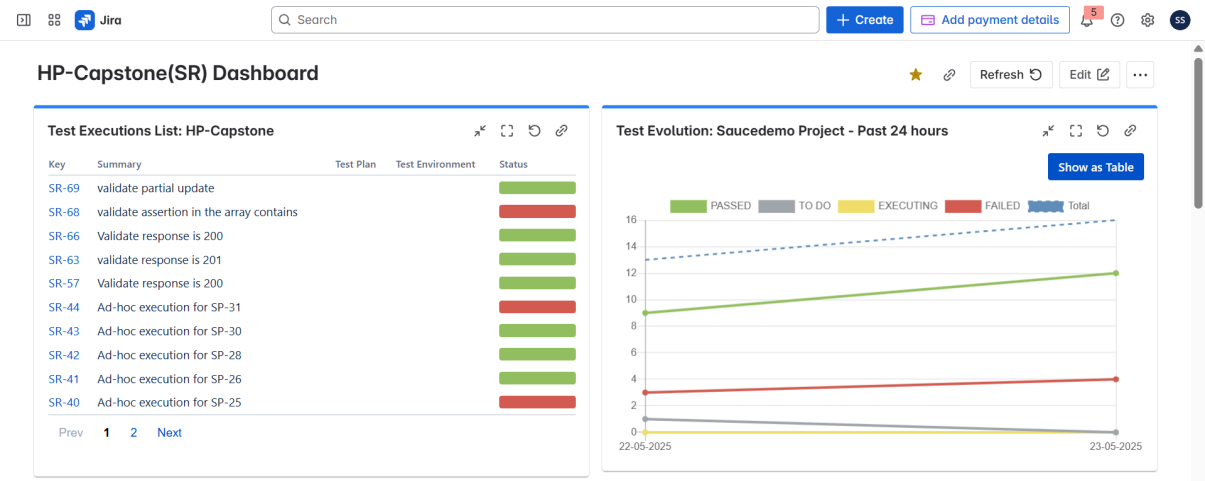 Jira
Search
+ Create
Add payment details
5
SS
HP-Capstone(SR) Dashboard
Refresh
Edit
Test Executions List: HP-Capstone
Key Summary Test Plan Test Environment Status
SR-69 validate partial update
SR-68 validate assertion in the array contains
SR-66 Validate response is 200
SR-63 validate response is 201
SR-57 Validate response is 200
SR-44 Ad-hoc execution for SP-31
SR-43 Ad-hoc execution for SP-30
SR-42 Ad-hoc execution for SP-28
SR-41 Ad-hoc execution for SP-26
SR-40 Ad-hoc execution for SP-25
Prev 1 2 Next
Test Evolution: Saucedemo Project - Past 24 hours
Show as Table
PASSED TO DO EXECUTING FAILED Total
16
14
12
10
8
6
4
2
0
22-05-2025 23-05-2025